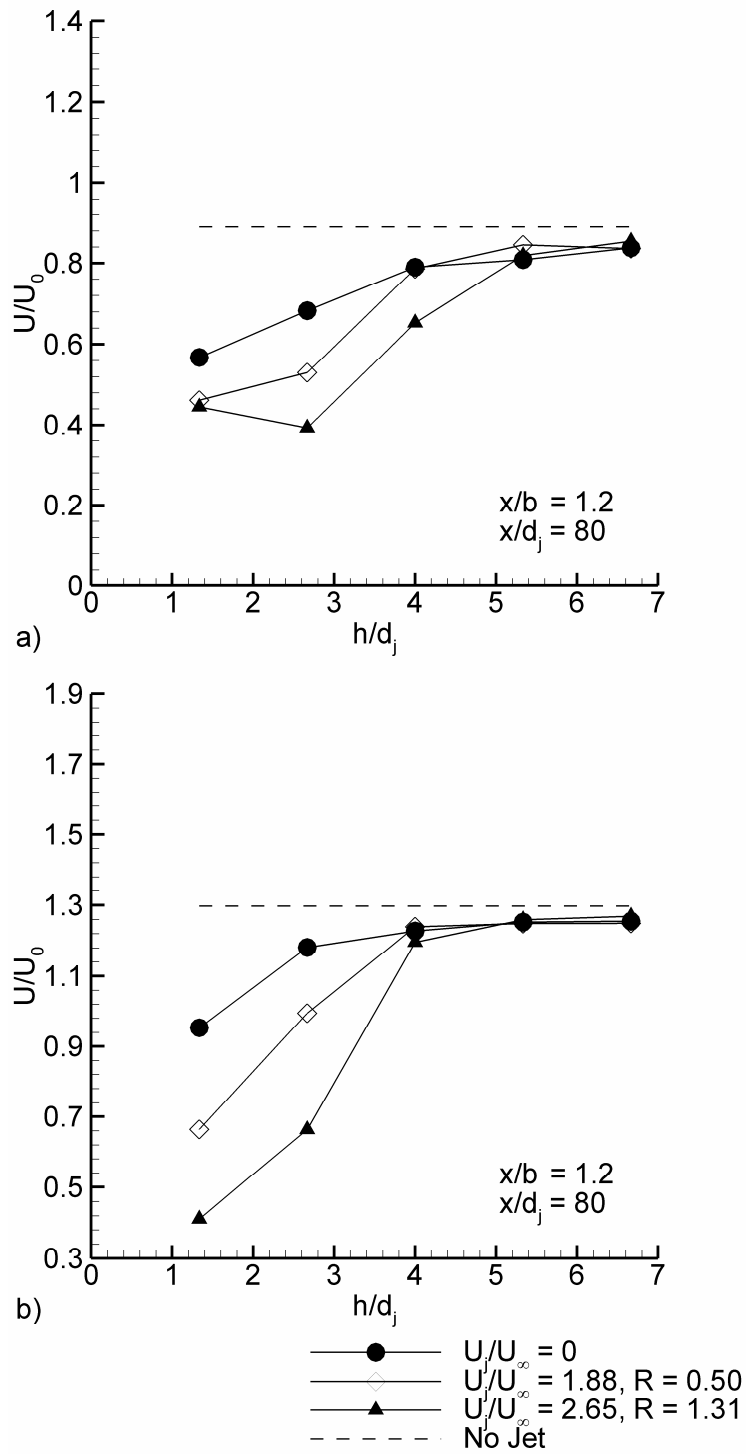 1.4
1.2
1
0.8
0.6
0.4
0.2
0
U/U0
x/b = 1.2
x/dj = 80
0 1 2 3 4 5 6 7
h/dj
a)
1.9
1.7
1.5
1.3
1.1
0.9
0.7
0.5
0.3
U/U0
x/b = 1.2
x/dj = 80
0 1 2 3 4 5 6 7
h/dj
b)
Uj/U∞ = 0
Uj/U∞ = 1.88, R = 0.50
Uj/U∞ = 2.65, R = 1.31
No Jet